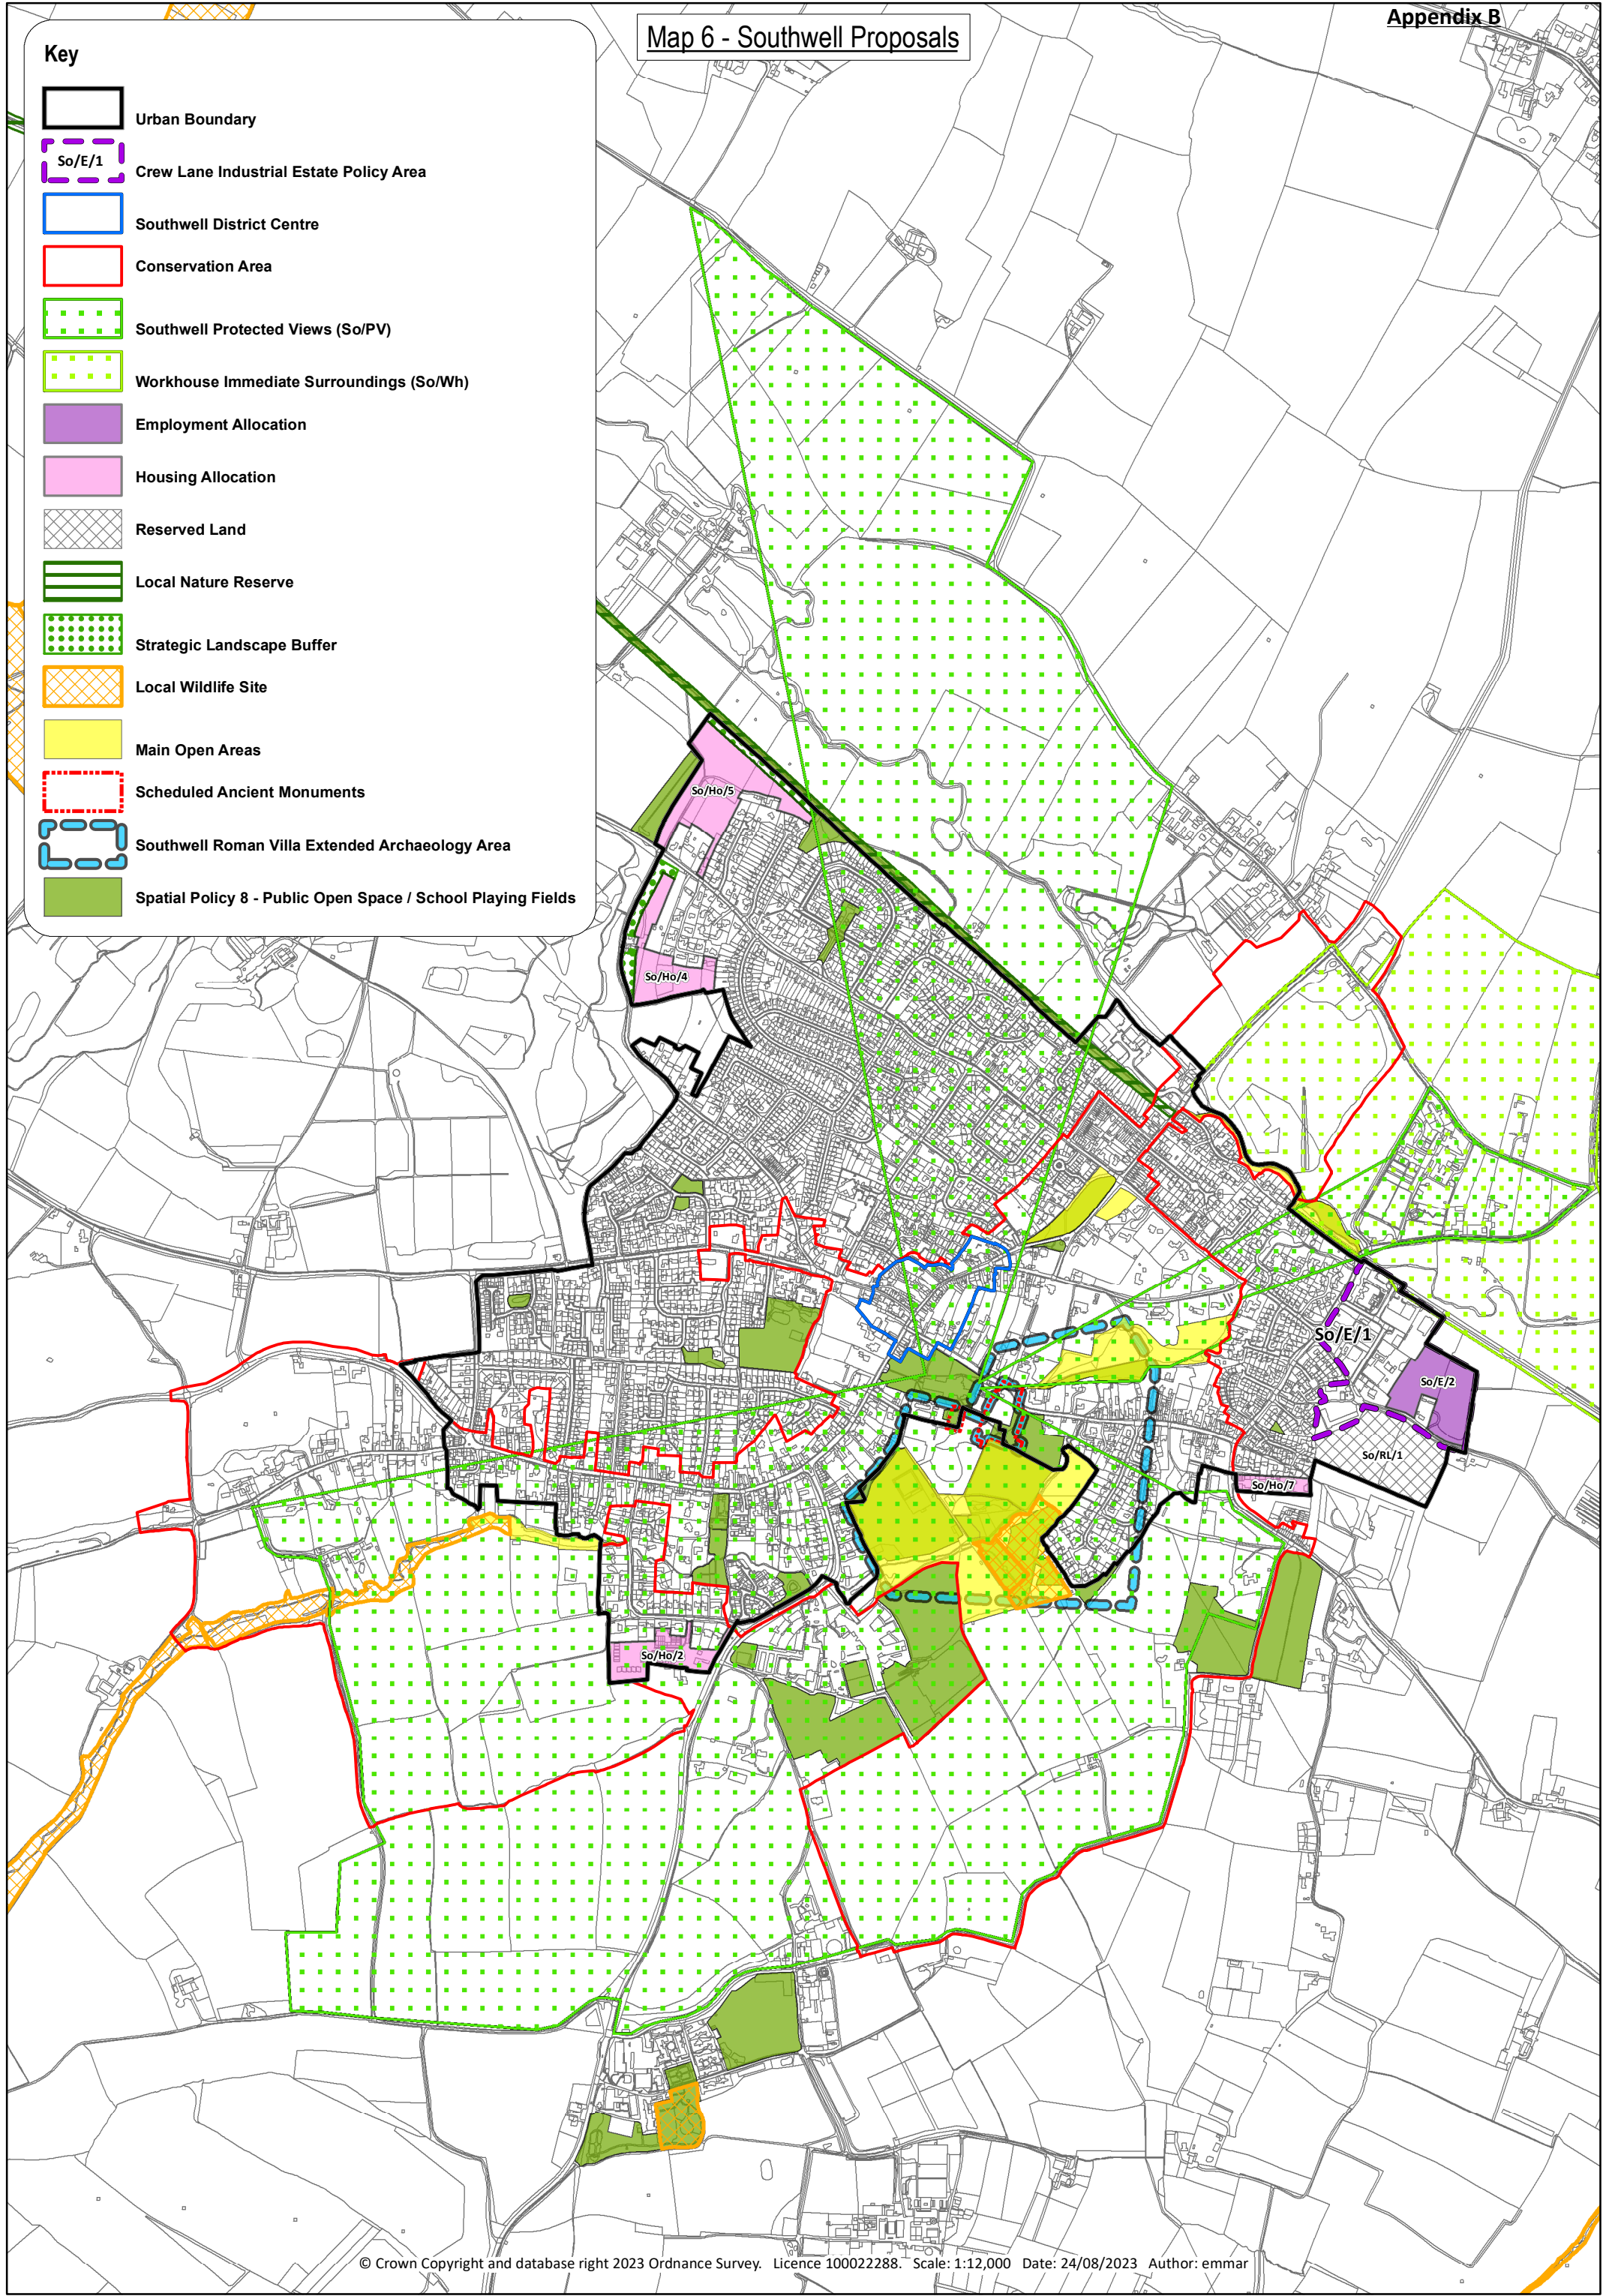 Appendix B
Map 6 - Southwell Proposals
Key
Urban Boundary
So/E/1
Crew Lane Industrial Estate Policy Area
Southwell District Centre
Conservation Area
Southwell Protected Views (So/PV)
Workhouse Immediate Surroundings (So/Wh)
Employment Allocation
Housing Allocation
Reserved Land
Local Nature Reserve
Strategic Landscape Buffer
Local Wildlife Site
Main Open Areas
Scheduled Ancient Monuments
Southwell Roman Villa Extended Archaeology Area
Spatial Policy 8 - Public Open Space / School Playing Fields
So/Ho/5
So/Ho/4
So/E/1
So/E/2
So/RL/1
So/Ho/7
So/Ho/2
© Crown Copyright and database right 2023 Ordnance Survey. Licence 100022288. Scale: 1:12,000 Date: 24/08/2023 Author: emmar